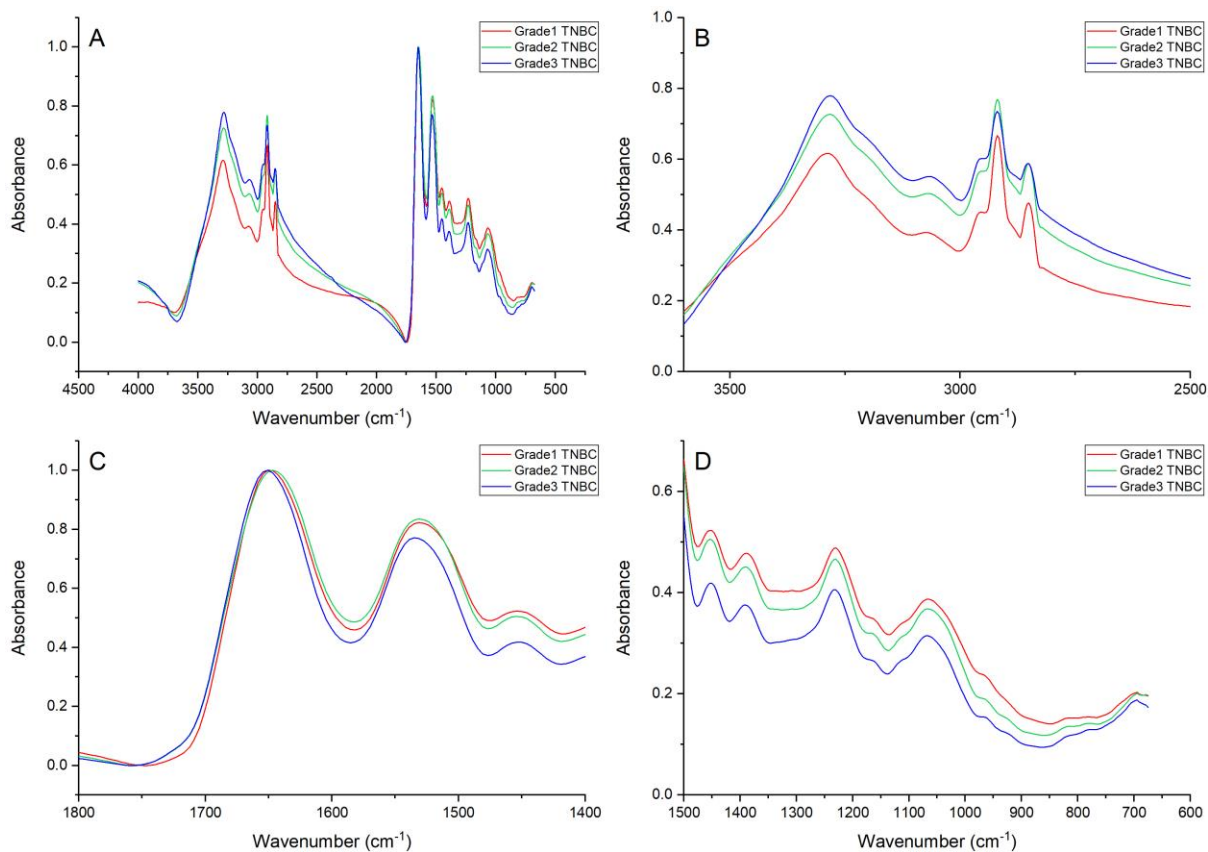 A
Grade1 TNBC
Grade2 TNBC
Grade3 TNBC
Absorbance
1.0
0.8
0.6
0.4
0.2
0.0
4500 4000 3500 3000 2500 2000 1500 1000 500
Wavenumber (cm⁻¹)
B
Grade1 TNBC
Grade2 TNBC
Grade3 TNBC
Absorbance
1.0
0.8
0.6
0.4
0.2
0.0
3500 3000 2500
Wavenumber (cm⁻¹)
C
Grade1 TNBC
Grade2 TNBC
Grade3 TNBC
Absorbance
1.0
0.8
0.6
0.4
0.2
0.0
1800 1700 1600 1500 1400
Wavenumber (cm⁻¹)
D
Grade1 TNBC
Grade2 TNBC
Grade3 TNBC
Absorbance
0.6
0.4
0.2
0.0
1500 1400 1300 1200 1100 1000 900 800 700 600
Wavenumber (cm⁻¹)